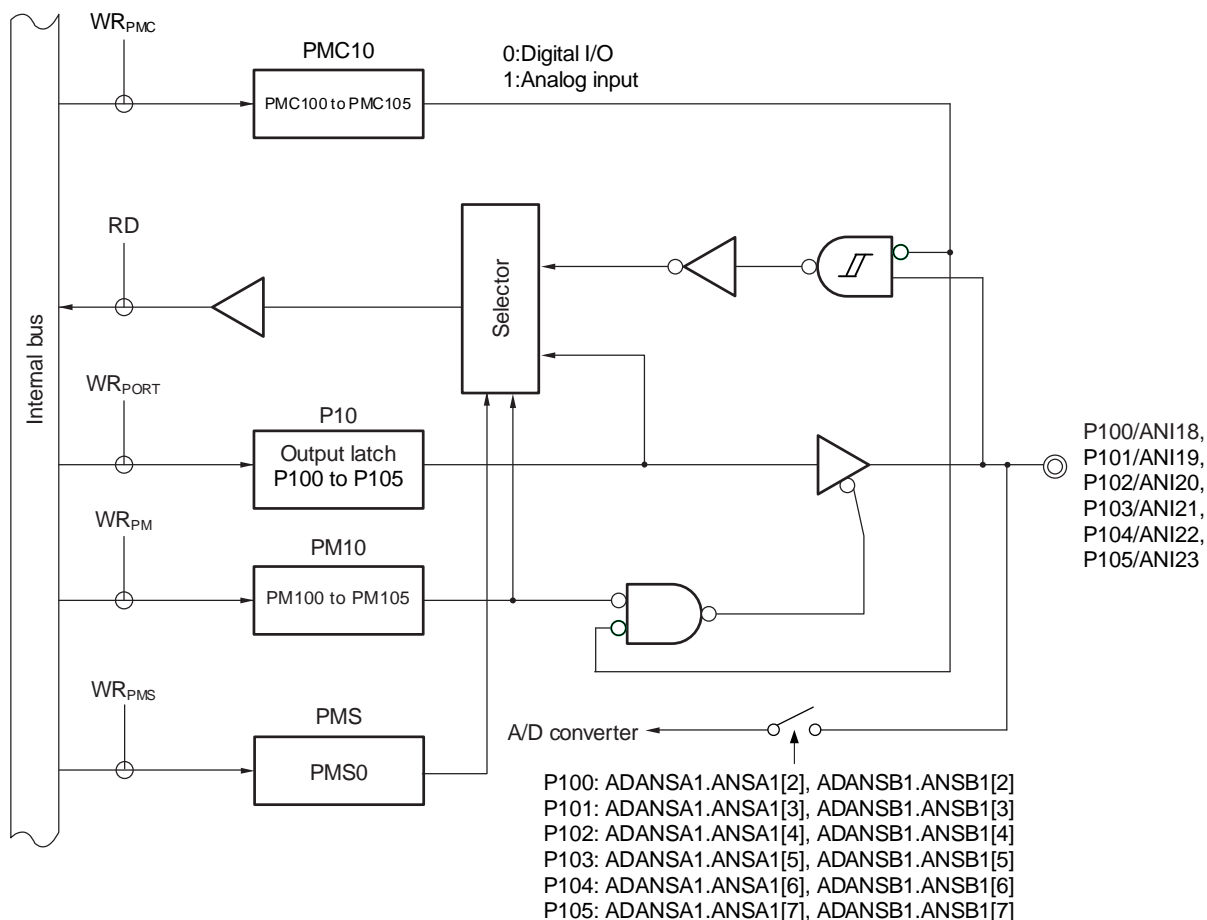 WRPMC
PMC10
0:Digital I/O
1:Analog input
PMC100 to PMC105
RD
Selector
Internal bus
WRPORT
P10
Output latch
P100 to P105
P100/ANI18,
P101/ANI19,
P102/ANI20,
P103/ANI21,
P104/ANI22,
P105/ANI23
WRPM
PM10
PM100 to PM105
WRPMS
PMS
PMS0
A/D converter
P100: ADANSA1.ANSA1[2], ADANSB1.ANSB1[2]
P101: ADANSA1.ANSA1[3], ADANSB1.ANSB1[3]
P102: ADANSA1.ANSA1[4], ADANSB1.ANSB1[4]
P103: ADANSA1.ANSA1[5], ADANSB1.ANSB1[5]
P104: ADANSA1.ANSA1[6], ADANSB1.ANSB1[6]
P105: ADANSA1.ANSA1[7], ADANSB1.ANSB1[7]